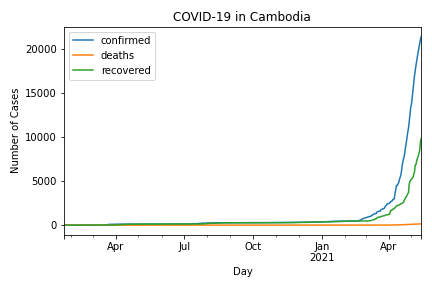 COVID-19 in Cambodia
confirmed
deaths
recovered
Number of Cases
20000
15000
10000
5000
0
Apr
Jul
Oct
Jan
2021
Apr
Day